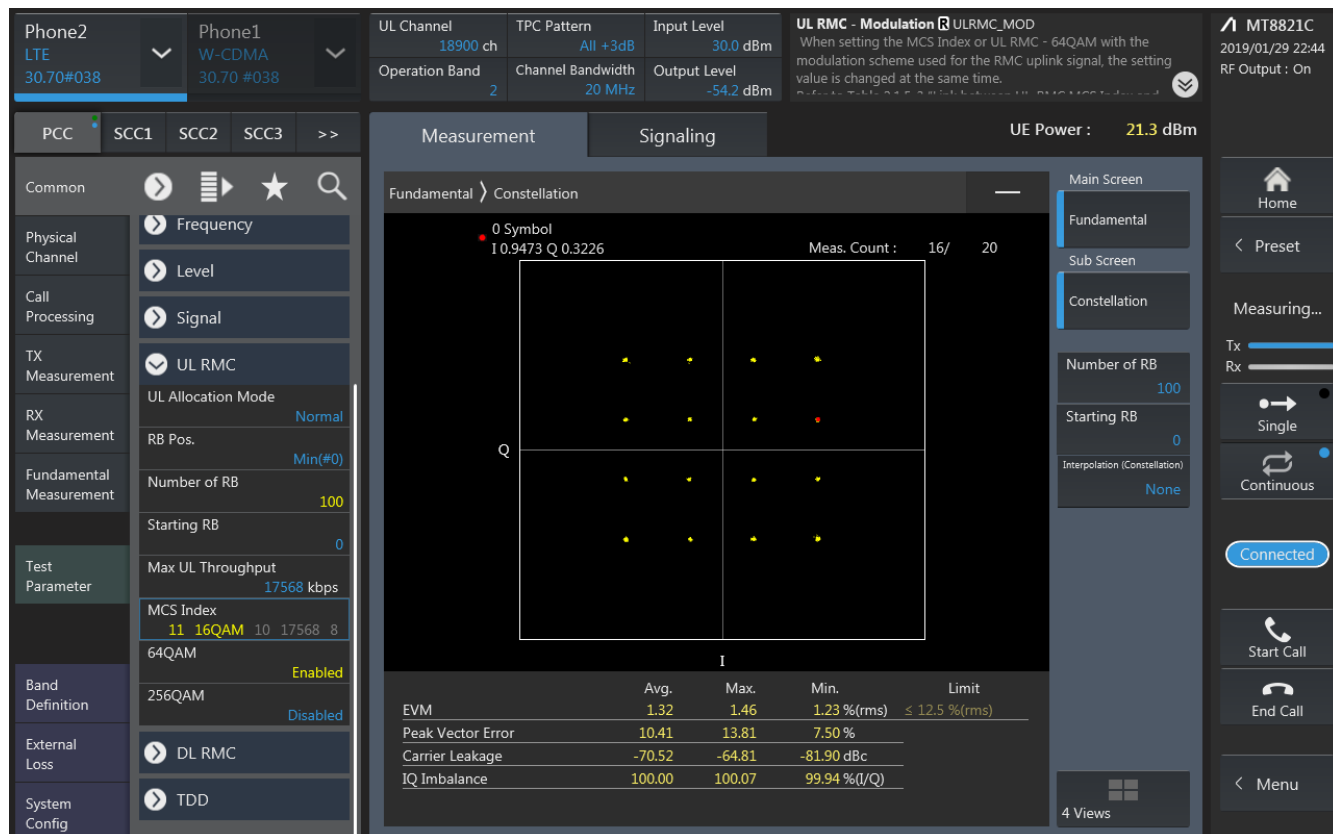 Phone2
LTE
30.70#038
Phone1
W-CDMA
30.70 #038
UL Channel
18900 ch
Operation Band
2
TPC Pattern
All +3dB
Channel Bandwidth
20 MHz
Input Level
30.0 dBm
Output Level
-54.2 dBm
UL RMC - Modulation R ULRMC_MOD
When setting the MCS Index or UL RMC - 64QAM with the
modulation scheme used for the RMC uplink signal, the setting
value is changed at the same time.
MT8821C
2019/01/29 22:44
RF Output : On
PCC SCC1 SCC2 SCC3 >>
Measurement Signaling
UE Power : 21.3 dBm
Common
Physical
Channel
Call
Processing
TX
Measurement
RX
Measurement
Fundamental
Measurement
Test
Parameter
Band
Definition
External
Loss
System
Config
Frequency
Level
Signal
UL RMC
UL Allocation Mode
Normal
RB Pos.
Min(#0)
Number of RB
100
Starting RB
0
Max UL Throughput
17568 kbps
MCS Index
11 16QAM 10 17568 8
64QAM
Enabled
256QAM
Disabled
DL RMC
TDD
Fundamental Constellation
0 Symbol
I 0.9473 Q 0.3226
Meas. Count : 16/ 20
Q
I
Avg. Max. Min. Limit
EVM 1.32 1.46 1.23 %(rms) ≤ 12.5 %(rms)
Peak Vector Error 10.41 13.81 7.50 %
Carrier Leakage -70.52 -64.81 -81.90 dBc
IQ Imbalance 100.00 100.07 99.94 %(I/Q)
Main Screen
Fundamental
Sub Screen
Constellation
Number of RB
100
Starting RB
0
Interpolation (Constellation)
None
4 Views
Home
< Preset
Measuring...
Tx
Rx
Single
Continuous
Connected
Start Call
End Call
< Menu